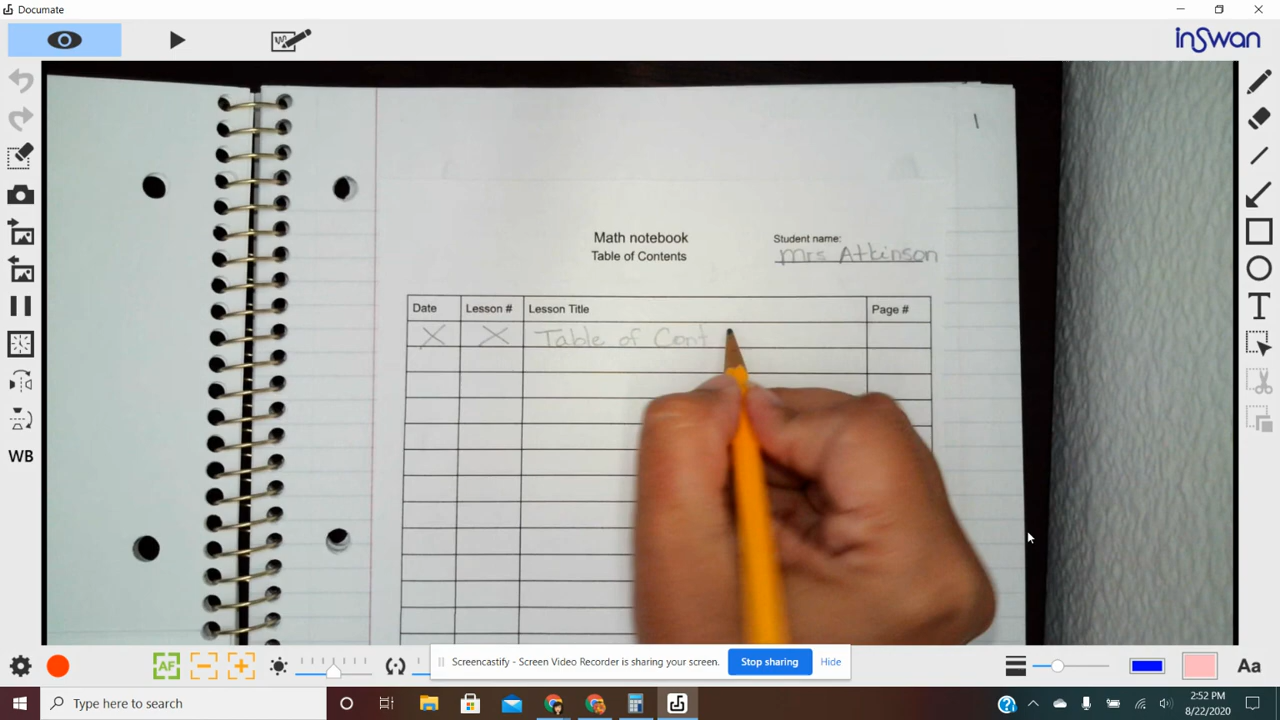 Documate
inSwan
1
Math notebook
Student name:
Table of Contents
Mrs Atkinson
Date
Lesson #
Lesson Title
Page #
X
X
Table of Cont
WB
T
AF
Screencastify - Screen Video Recorder is sharing your screen.
Stop sharing
Hide
Aa
Type here to search
2:52 PM
8/22/2020